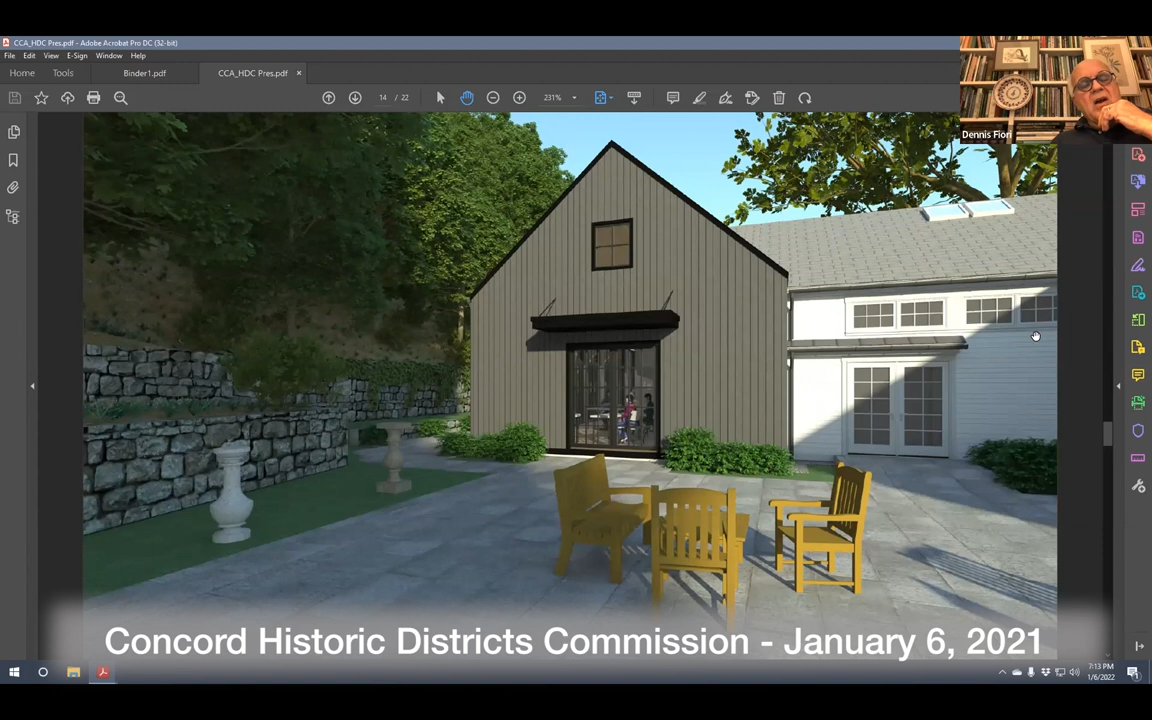 CCA_HDC Pres.pdf - Adobe Acrobat Pro DC (32-bit)
File Edit View E-Sign Window Help
Home Tools Binder1.pdf CCA_HDC Pres.pdf ×
14 / 22 231%
Dennis Fiori
Concord Historic Districts Commission - January 6, 2021
7:13 PM
1/6/2022